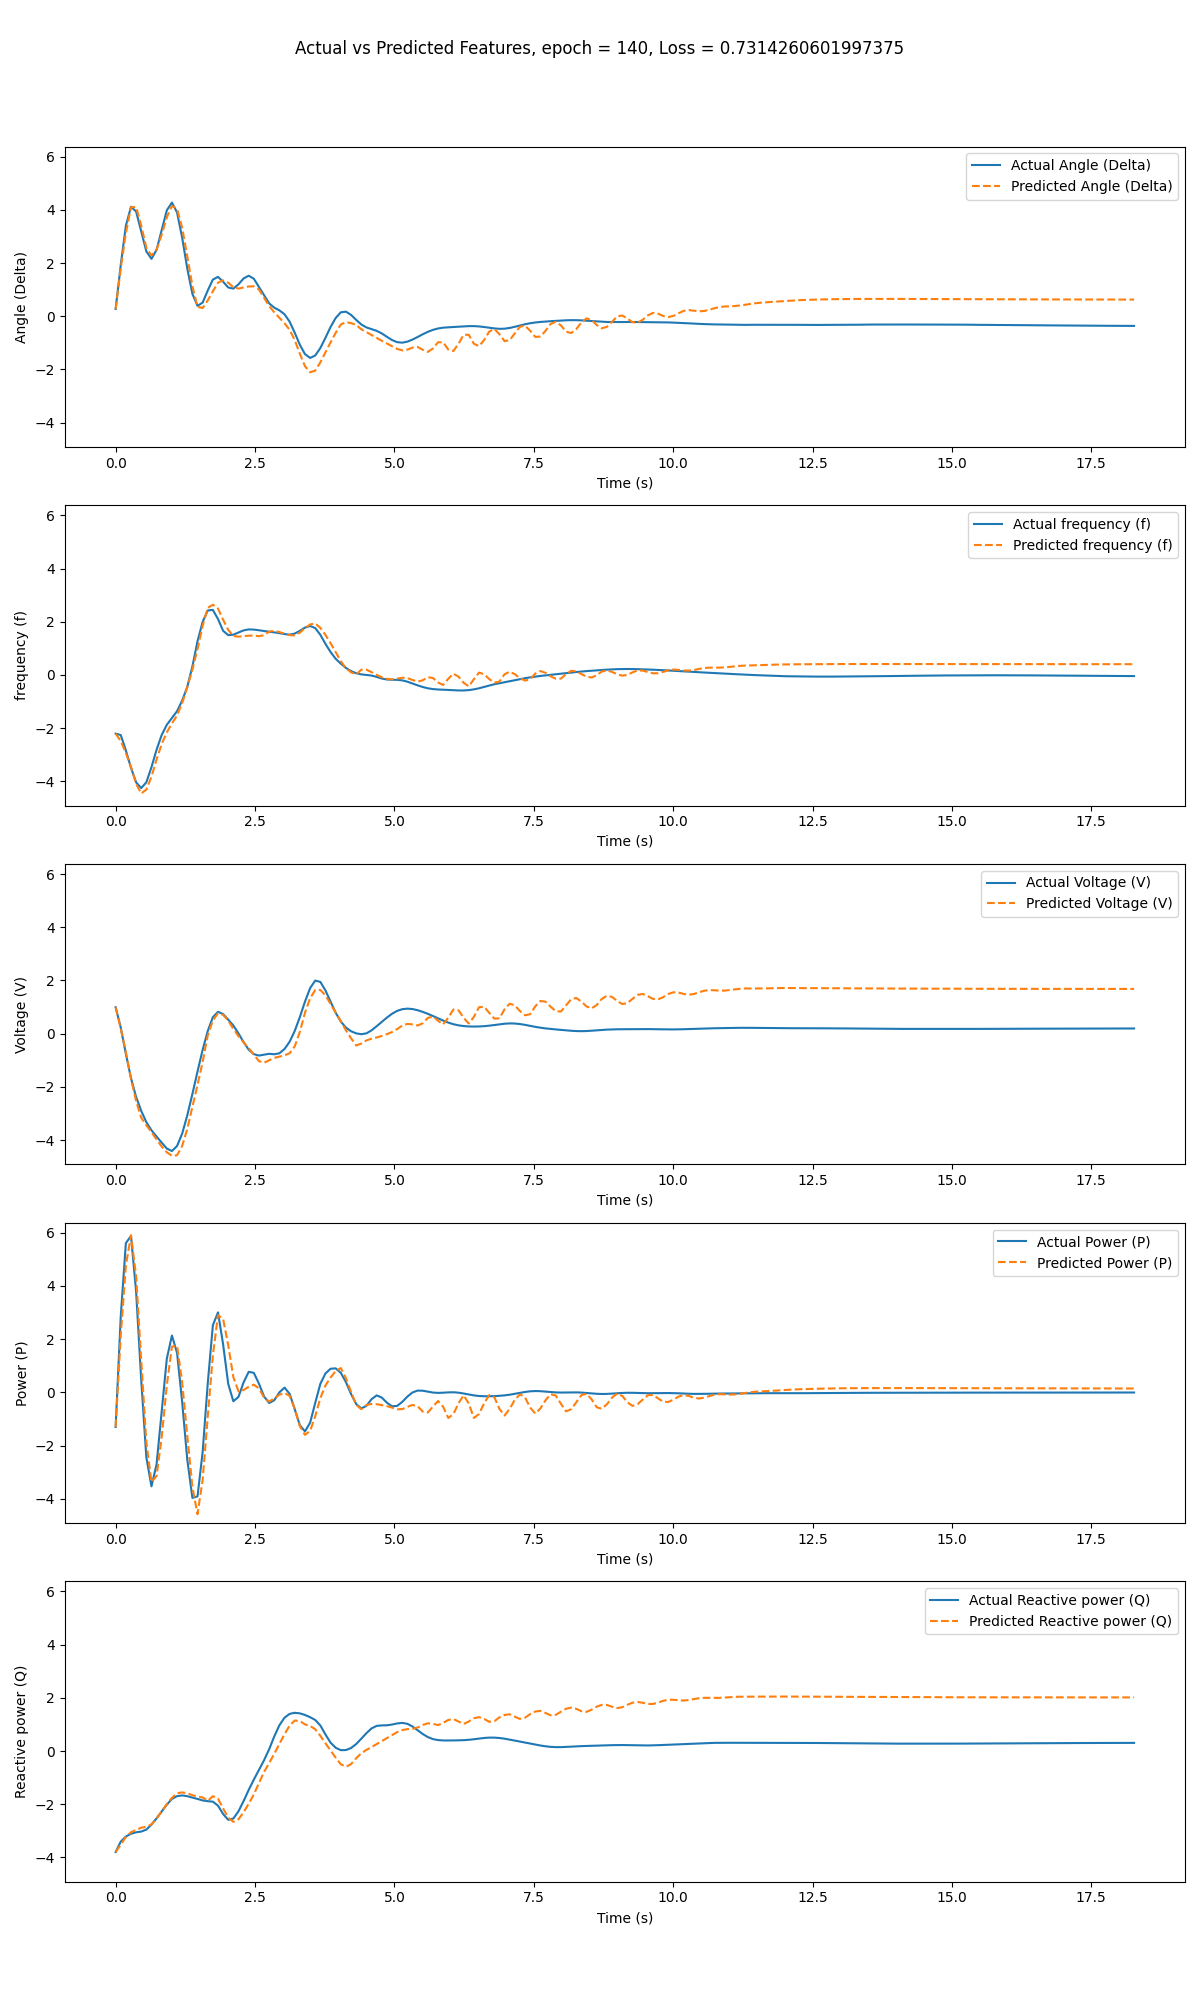 Actual vs Predicted Features, epoch = 140, Loss = 0.7314260601997375
6
4
2
0
−2
−4
Angle (Delta)
Actual Angle (Delta)
Predicted Angle (Delta)
0.0 2.5 5.0 7.5 10.0 12.5 15.0 17.5
Time (s)
6
4
2
0
−2
−4
frequency (f)
Actual frequency (f)
Predicted frequency (f)
0.0 2.5 5.0 7.5 10.0 12.5 15.0 17.5
Time (s)
6
4
2
0
−2
−4
Voltage (V)
Actual Voltage (V)
Predicted Voltage (V)
0.0 2.5 5.0 7.5 10.0 12.5 15.0 17.5
Time (s)
6
4
2
0
−2
−4
Power (P)
Actual Power (P)
Predicted Power (P)
0.0 2.5 5.0 7.5 10.0 12.5 15.0 17.5
Time (s)
6
4
2
0
−2
−4
Reactive power (Q)
Actual Reactive power (Q)
Predicted Reactive power (Q)
0.0 2.5 5.0 7.5 10.0 12.5 15.0 17.5
Time (s)